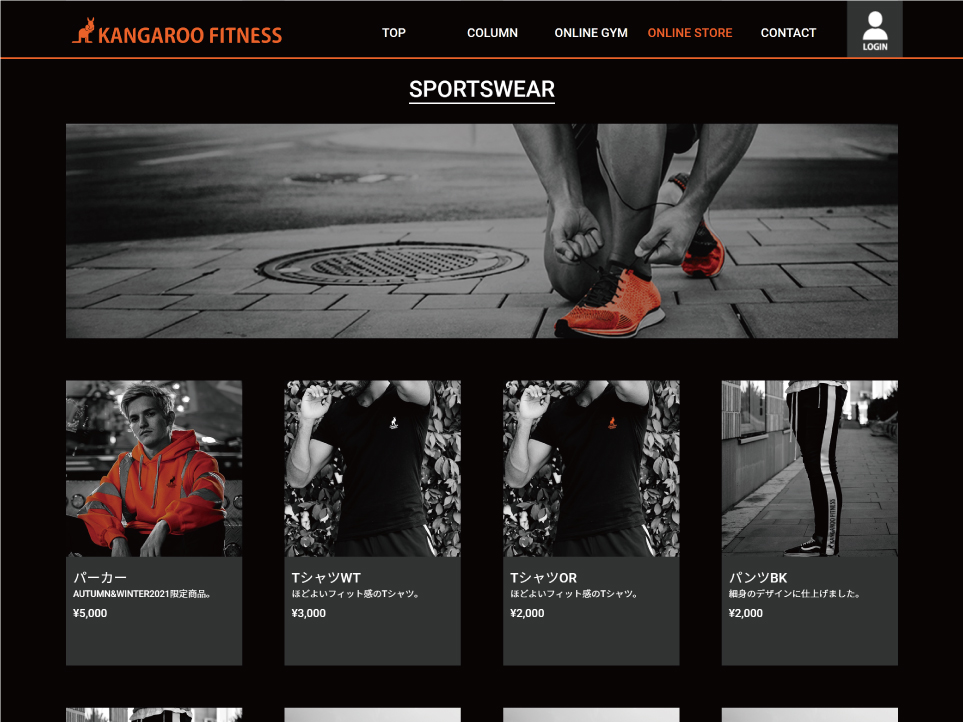 KANGAROO FITNESS
TOP
COLUMN
ONLINE GYM
ONLINE STORE
CONTACT
LOGIN
SPORTSWEAR
パーカー
AUTUMN&WINTER2021限定商品。
¥5,000
TシャツWT
ほどよいフィット感のTシャツ。
¥3,000
TシャツOR
ほどよいフィット感のTシャツ。
¥2,000
KANGAROO FITNESS
パンツBK
細身のデザインに仕上げました。
¥2,000